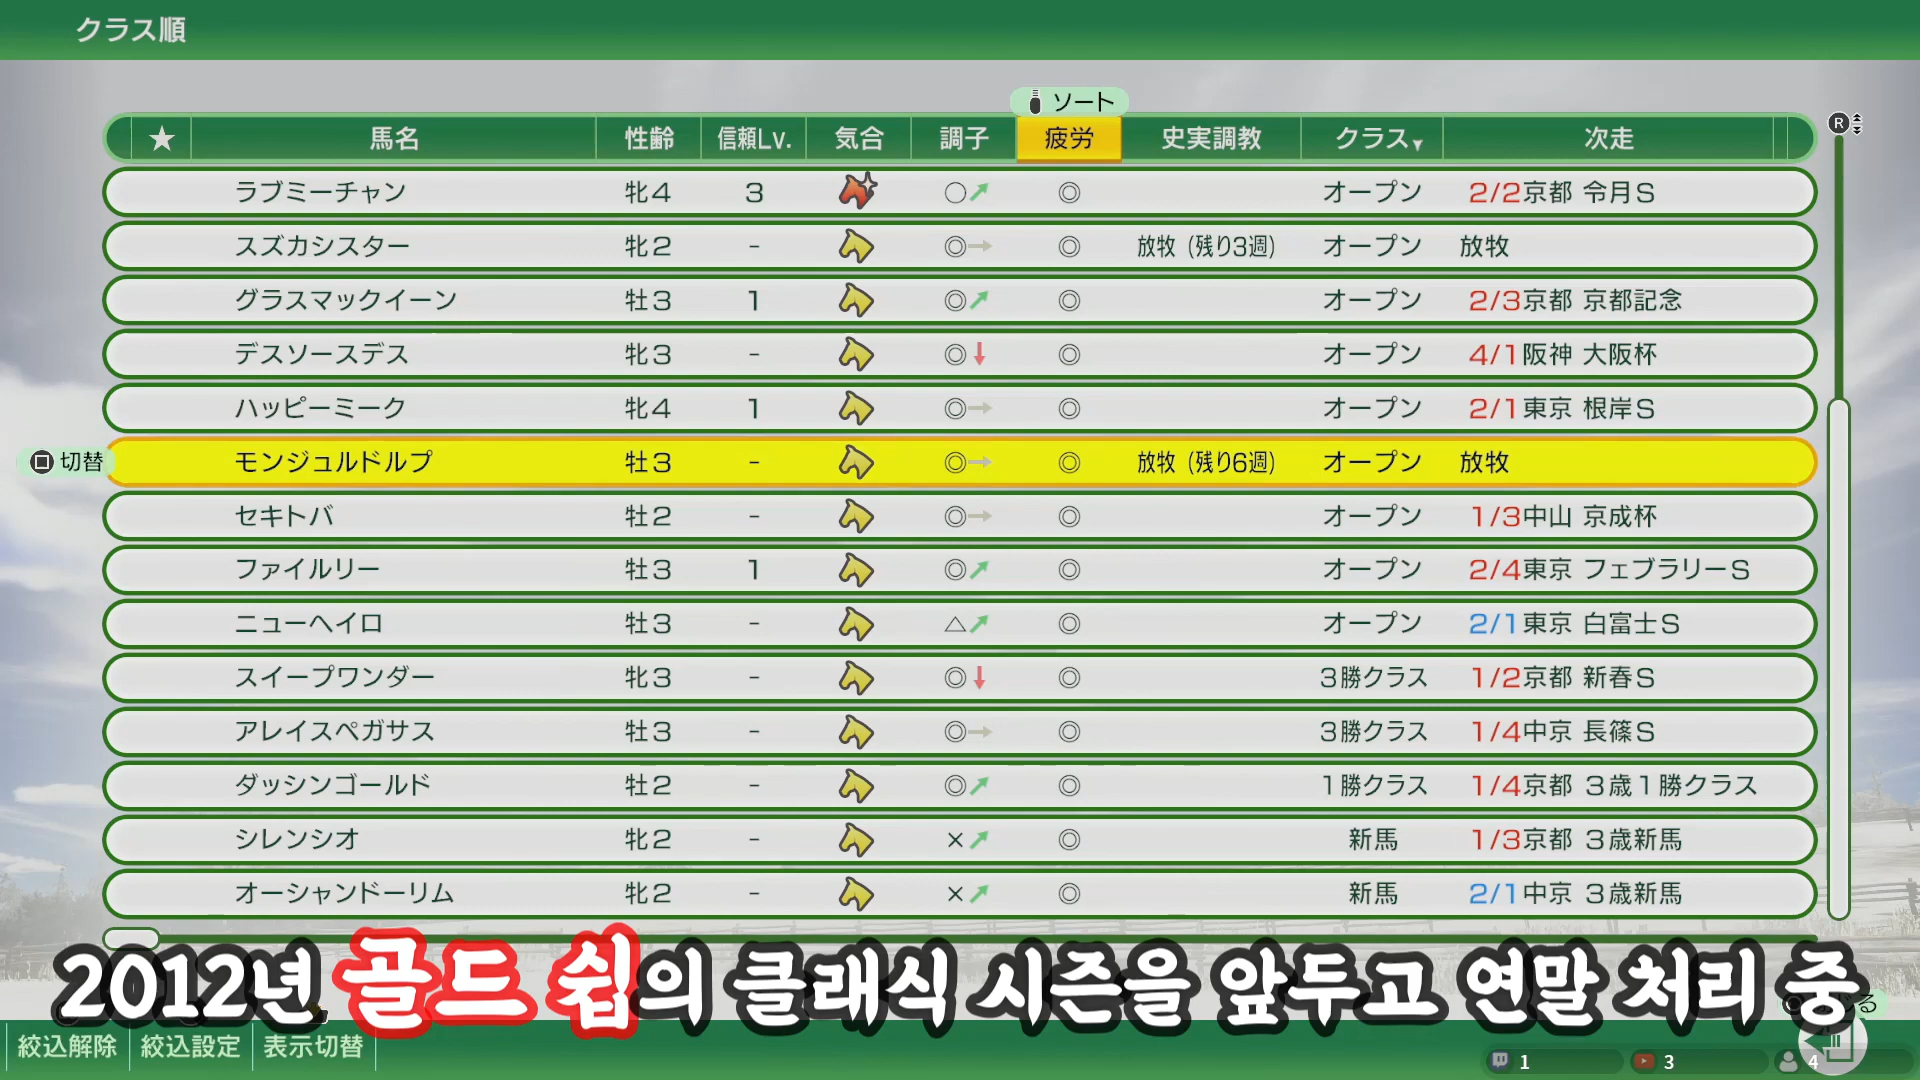 クラス順
ソート
★ 馬名 性齢 信頼Lv. 気合 調子 疲労 史実調教 クラス▼ 次走
R
ラブミーチャン 牝4 3 ○ ◎ オープン 2/2京都 令月S
スズカシスター 牝2 - ◎→ ◎ 放牧 (残り3週) オープン 放牧
グラスマックイーン 牡3 1 ◎ ◎ オープン 2/3京都 京都記念
デスソースデス 牝3 - ◎↓ ◎ オープン 4/1阪神 大阪杯
ハッピーミーク 牝4 1 ◎→ ◎ オープン 2/1東京 根岸S
切替 モンジュルドルプ 牡3 - ◎→ ◎ 放牧 (残り6週) オープン 放牧
セキトバ 牡2 - ◎→ ◎ オープン 1/3中山 京成杯
ファイルリー 牡3 1 ◎ ◎ オープン 2/4東京 フェブラリーS
ニューヘイロ 牡3 - △ ◎ オープン 2/1東京 白富士S
スイープワンダー 牝3 - ◎↓ ◎ 3勝クラス 1/2京都 新春S
アレイスペガサス 牡3 - ◎→ ◎ 3勝クラス 1/4中京 長篠S
ダッシンゴールド 牡2 - ◎ ◎ 1勝クラス 1/4京都 3歳1勝クラス
シレンシオ 牝2 - × ◎ 新馬 1/3京都 3歳新馬
オーシャンドーリム 牝2 - × ◎ 新馬 2/1中京 3歳新馬
2012년 골드 쉽의 클래식 시즌을 앞두고 연말 처리 중
絞込解除 絞込設定 表示切替
1 3 4